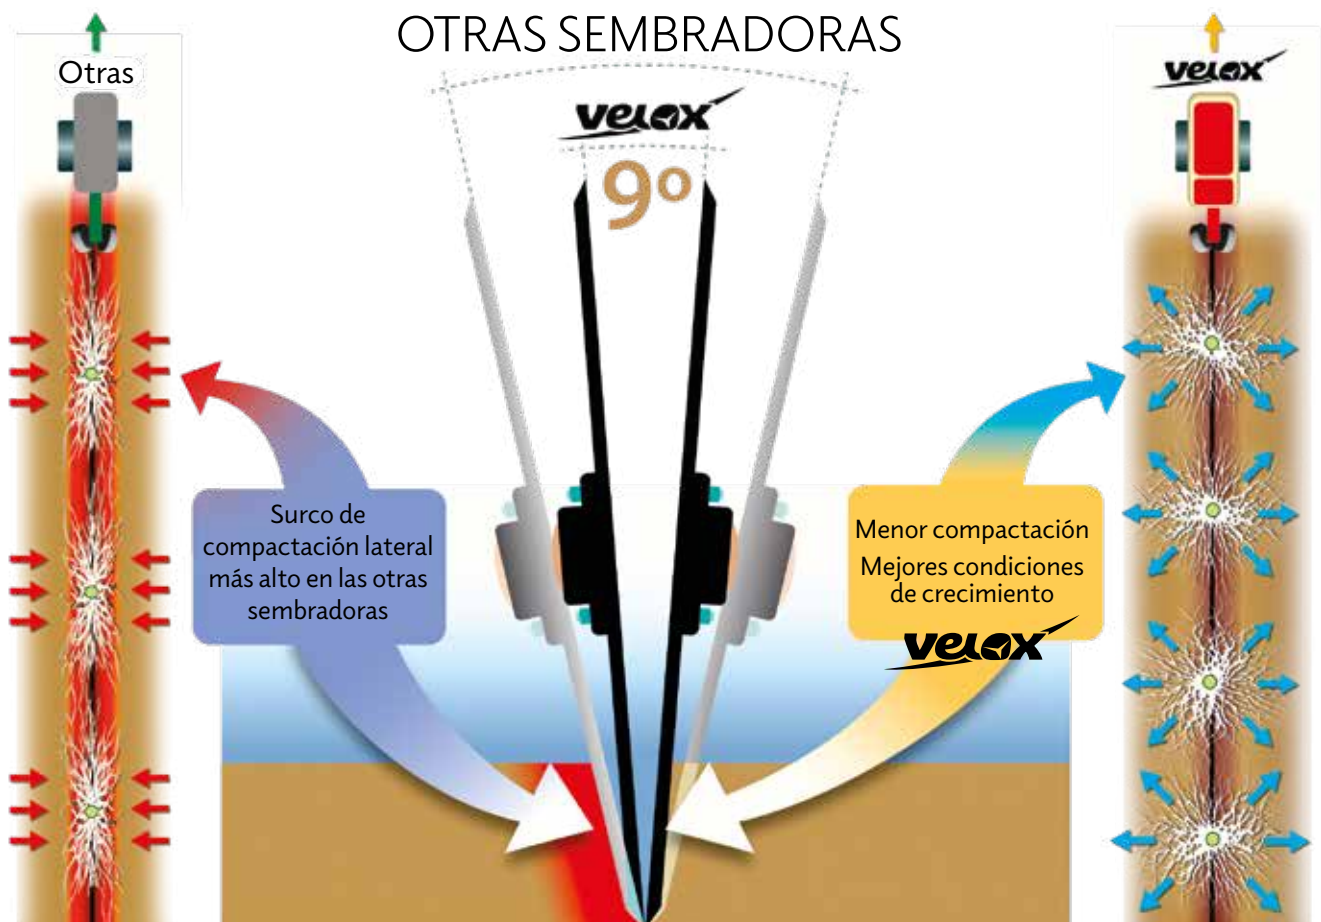 OTRAS SEMBRADORAS
Otras
velox
9º
velox
Surco de
compactación lateral
más alto en las otras
sembradoras
Menor compactación
Mejores condiciones
de crecimiento
velox